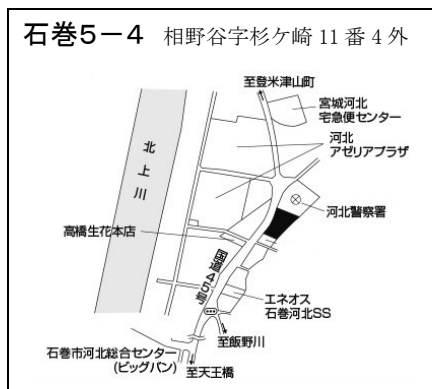 石巻5－4 相野谷字杉ケ崎 11 番 4 外
至登米津山町
宮城河北
宅急便センター
河北
アゼリアプラザ
北上川
河北警察署
高橋生花本店
国道45号
エネオス
石巻河北SS
至飯野川
石巻市河北総合センター
(ビッグバン)
至天王橋